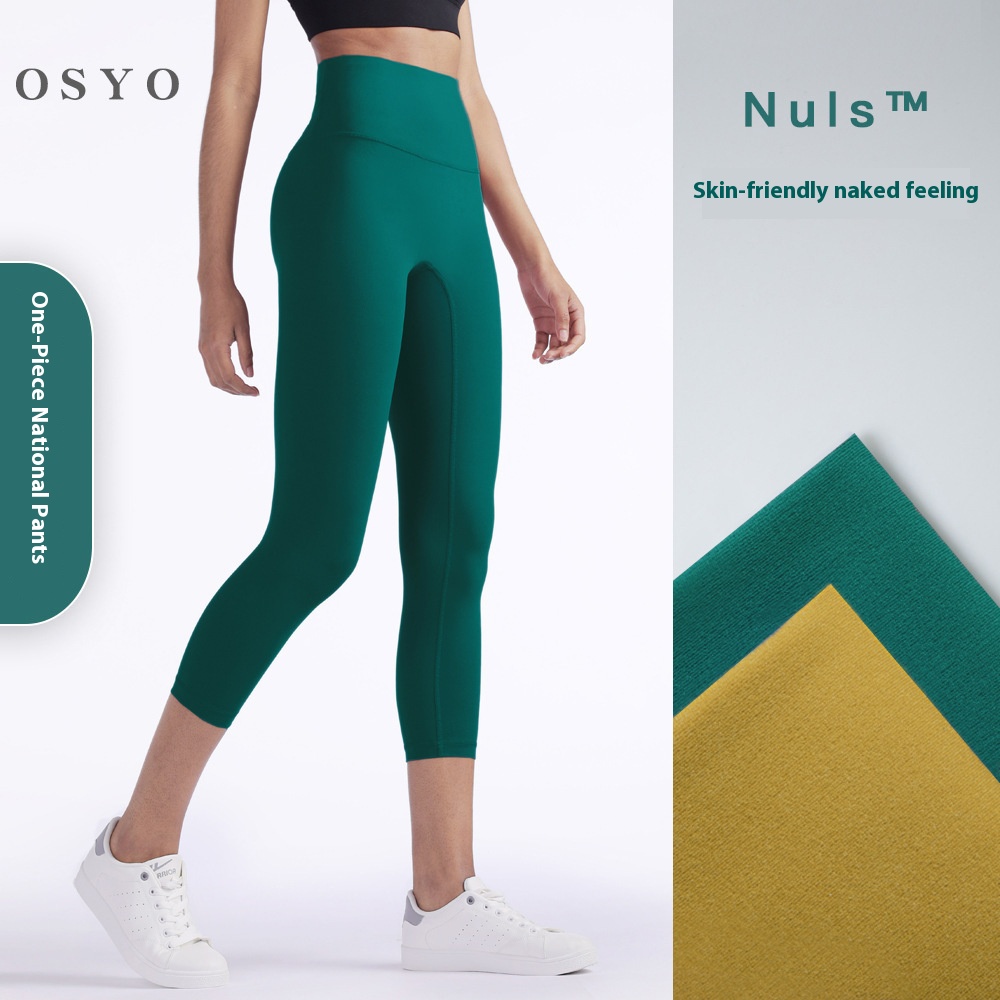 OSYO
Nuls™
Skin-friendly naked feeling
One-Piece National Pants